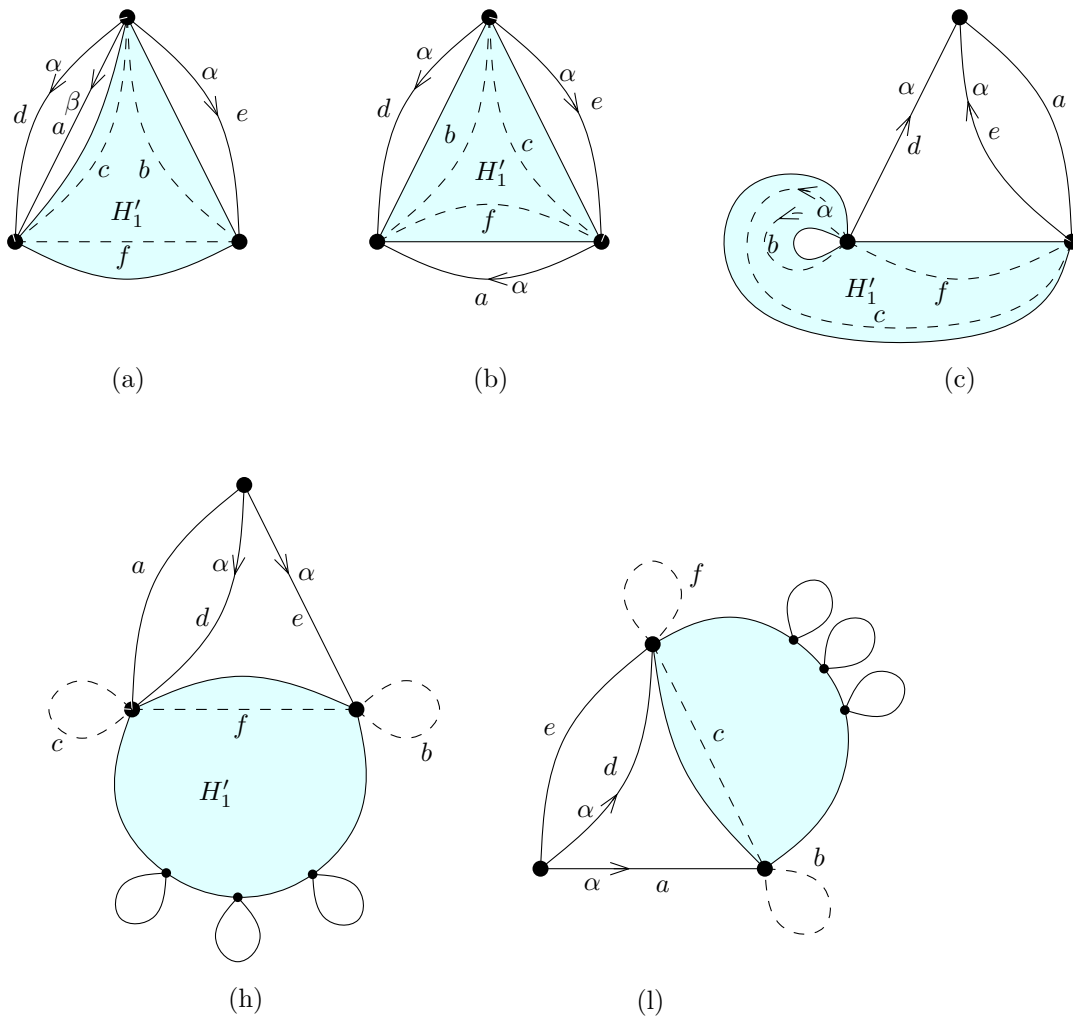 α α
d β a e
c b
H′₁
f
(a)
α α
d b c e
H′₁
f
a α
(b)
α α a
d e
α
b
H′₁ f
c
(c)
a α α
d e
c f b
H′₁
(h)
f
e d c
α
α a b
(l)